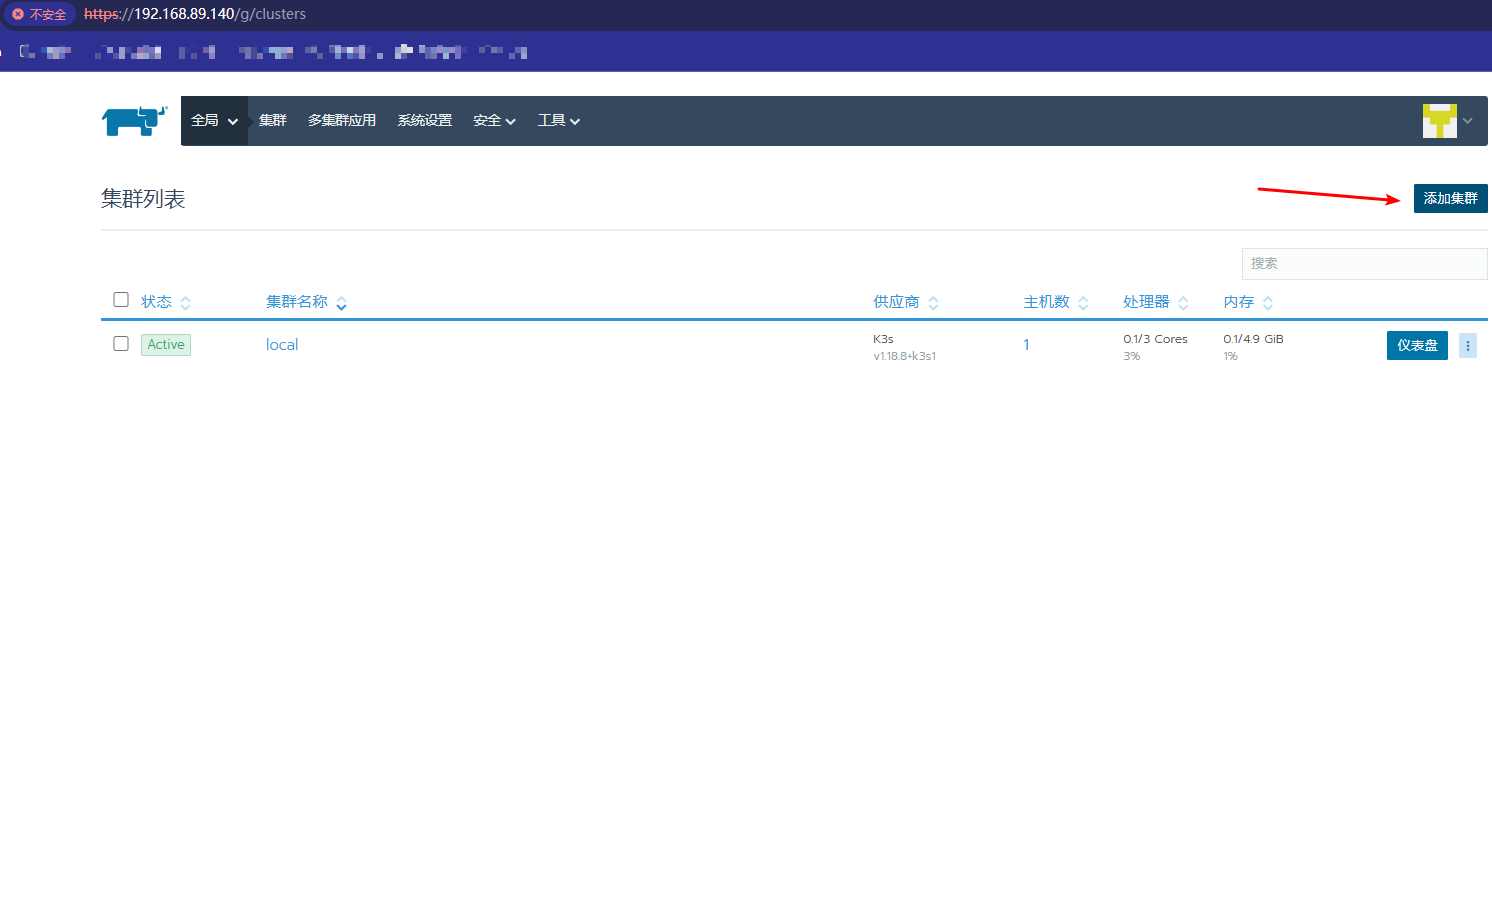 不安全 https://192.168.89.140/g/clusters
全局 集群 多集群应用 系统设置 安全 工具
集群列表
添加集群
搜索
状态 集群名称 供应商 主机数 处理器 内存
Active local K3s 1 0.1/3 Cores 0.1/4.9 GiB 仪表盘
v1.18.8+k3s1 3% 1%